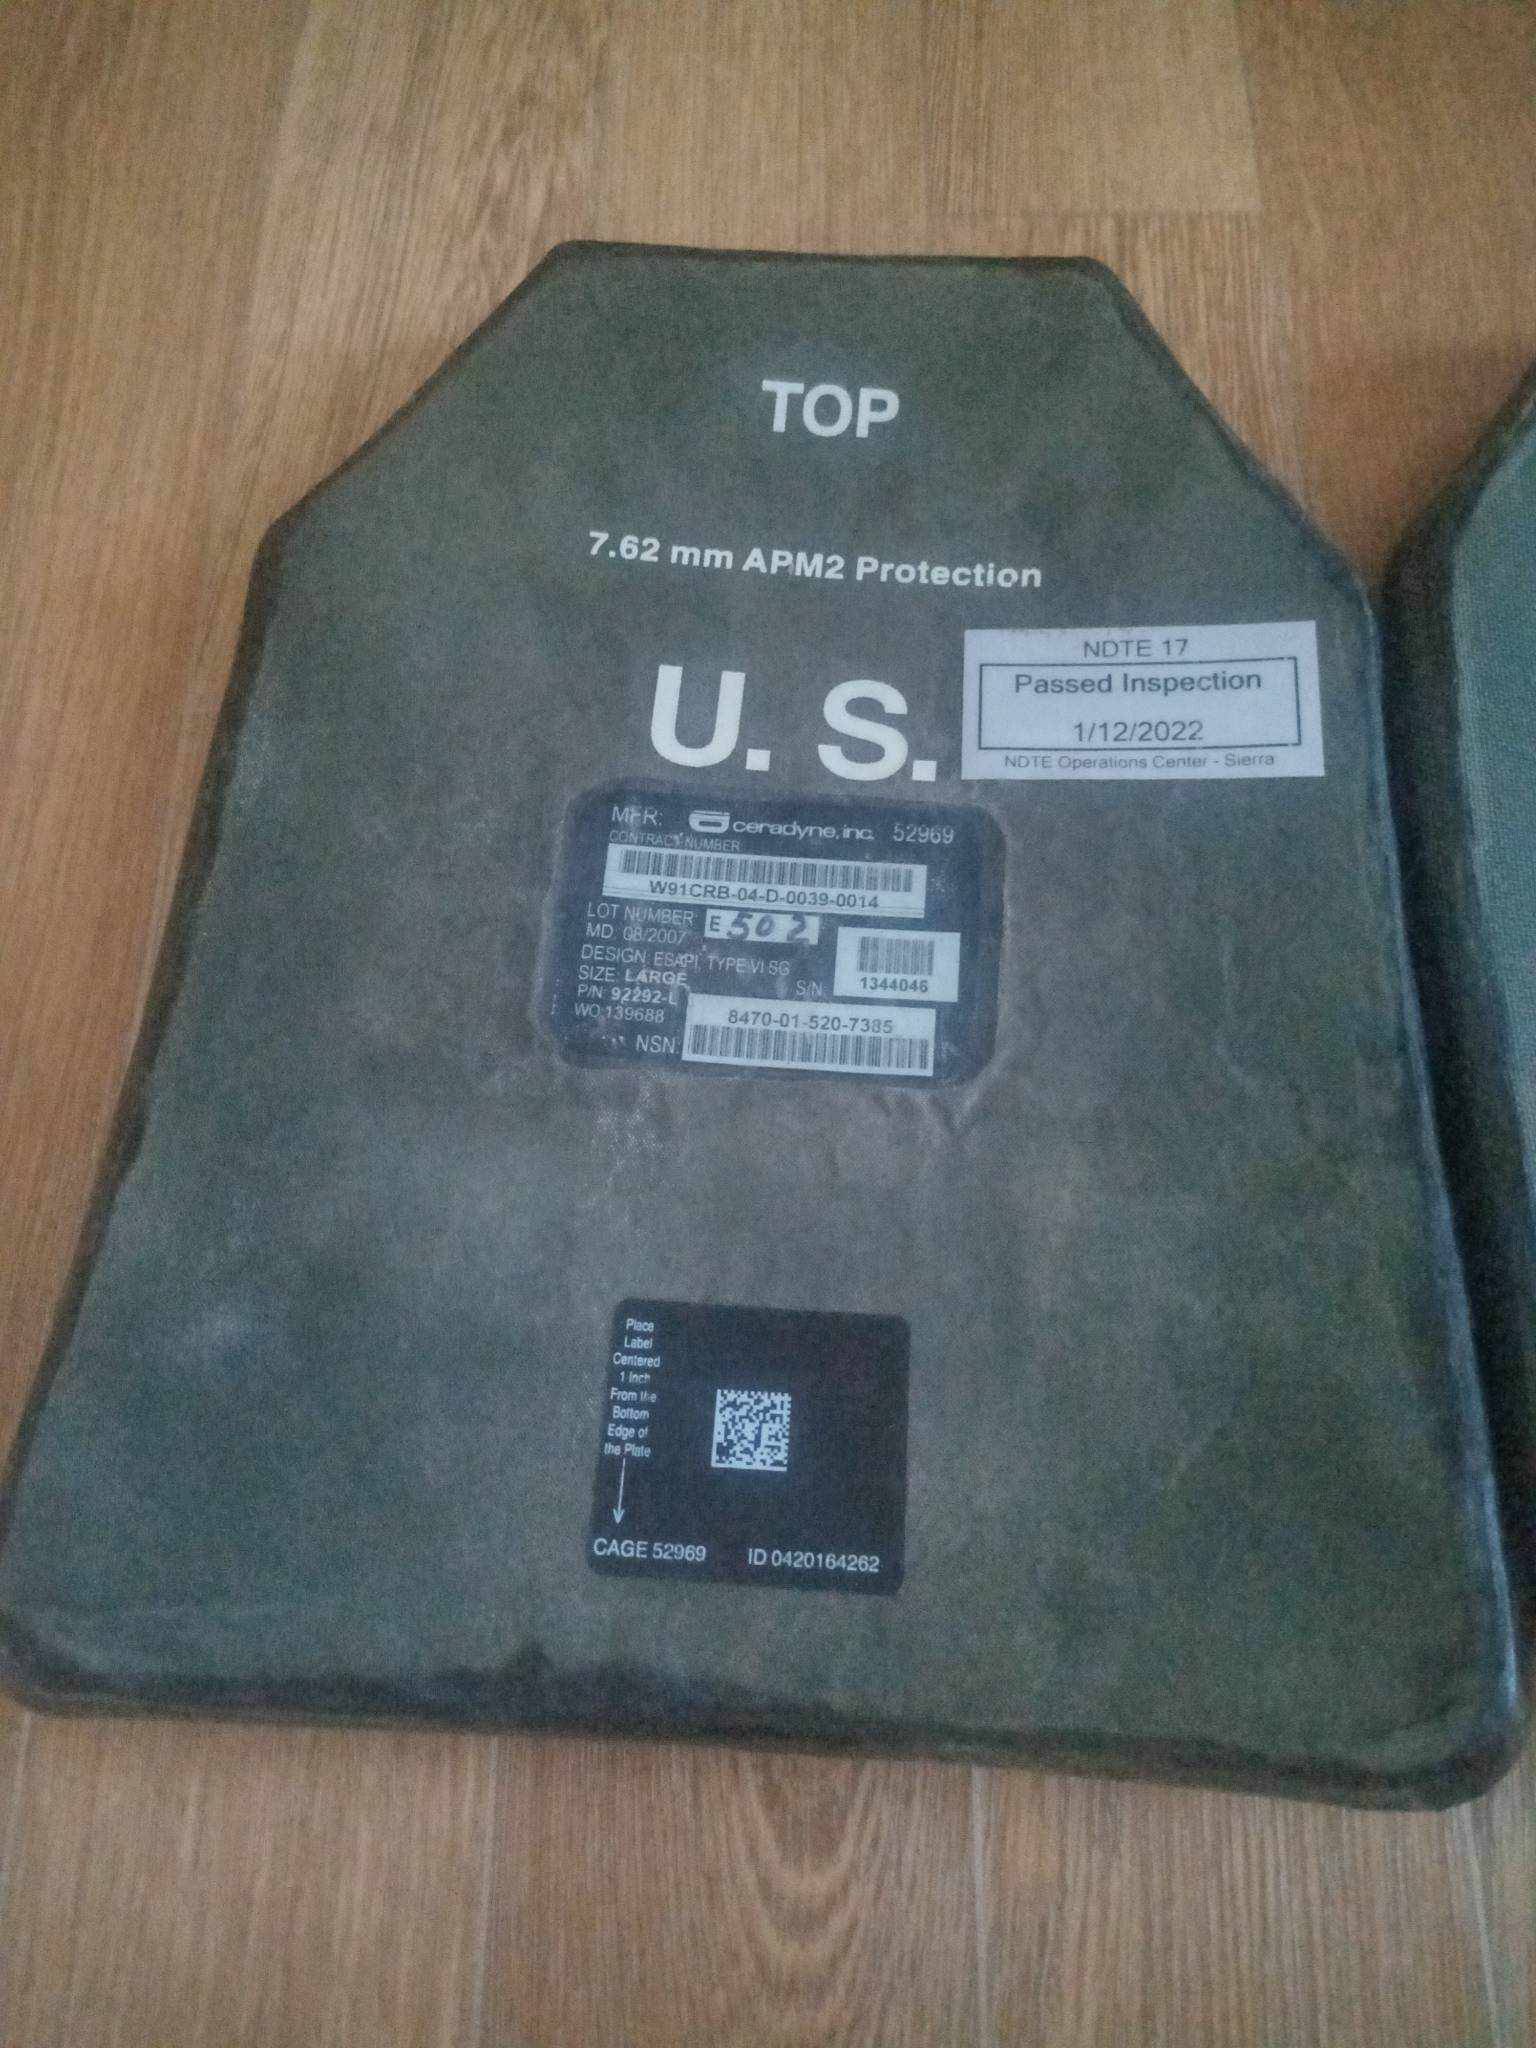 TOP
7.62 mm APM2 Protection
U. S.
NDTE 17
Passed Inspection
1/12/2022
NDTE Operations Center - Sierra
MFR: ceradyne, inc. 52969
CONTRACT NUMBER
W91CRB-04-D-0039-0014
LOT NUMBER E 502
MD 08/2007
DESIGN: ESAPI, TYPE VI SG
SIZE: LARGE
S/N 1344046
P/N 92292-L
WO 139688
NSN: 8470-01-520-7385
Place
Label
Centered
1 Inch
From the
Bottom
Edge of
the Plate
CAGE 52969 ID 0420164262